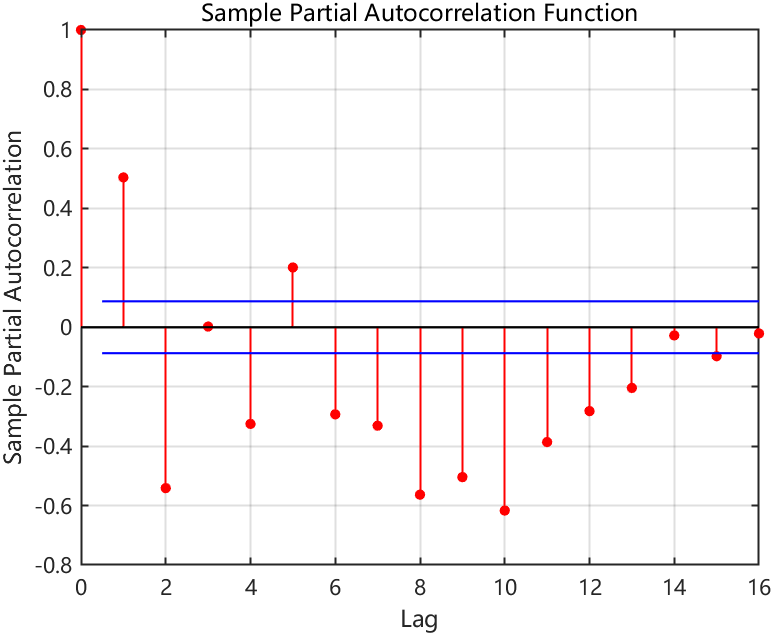 Sample Partial Autocorrelation Function
1
0.8
0.6
0.4
0.2
0
-0.2
-0.4
-0.6
-0.8
Sample Partial Autocorrelation
0 2 4 6 8 10 12 14 16
Lag